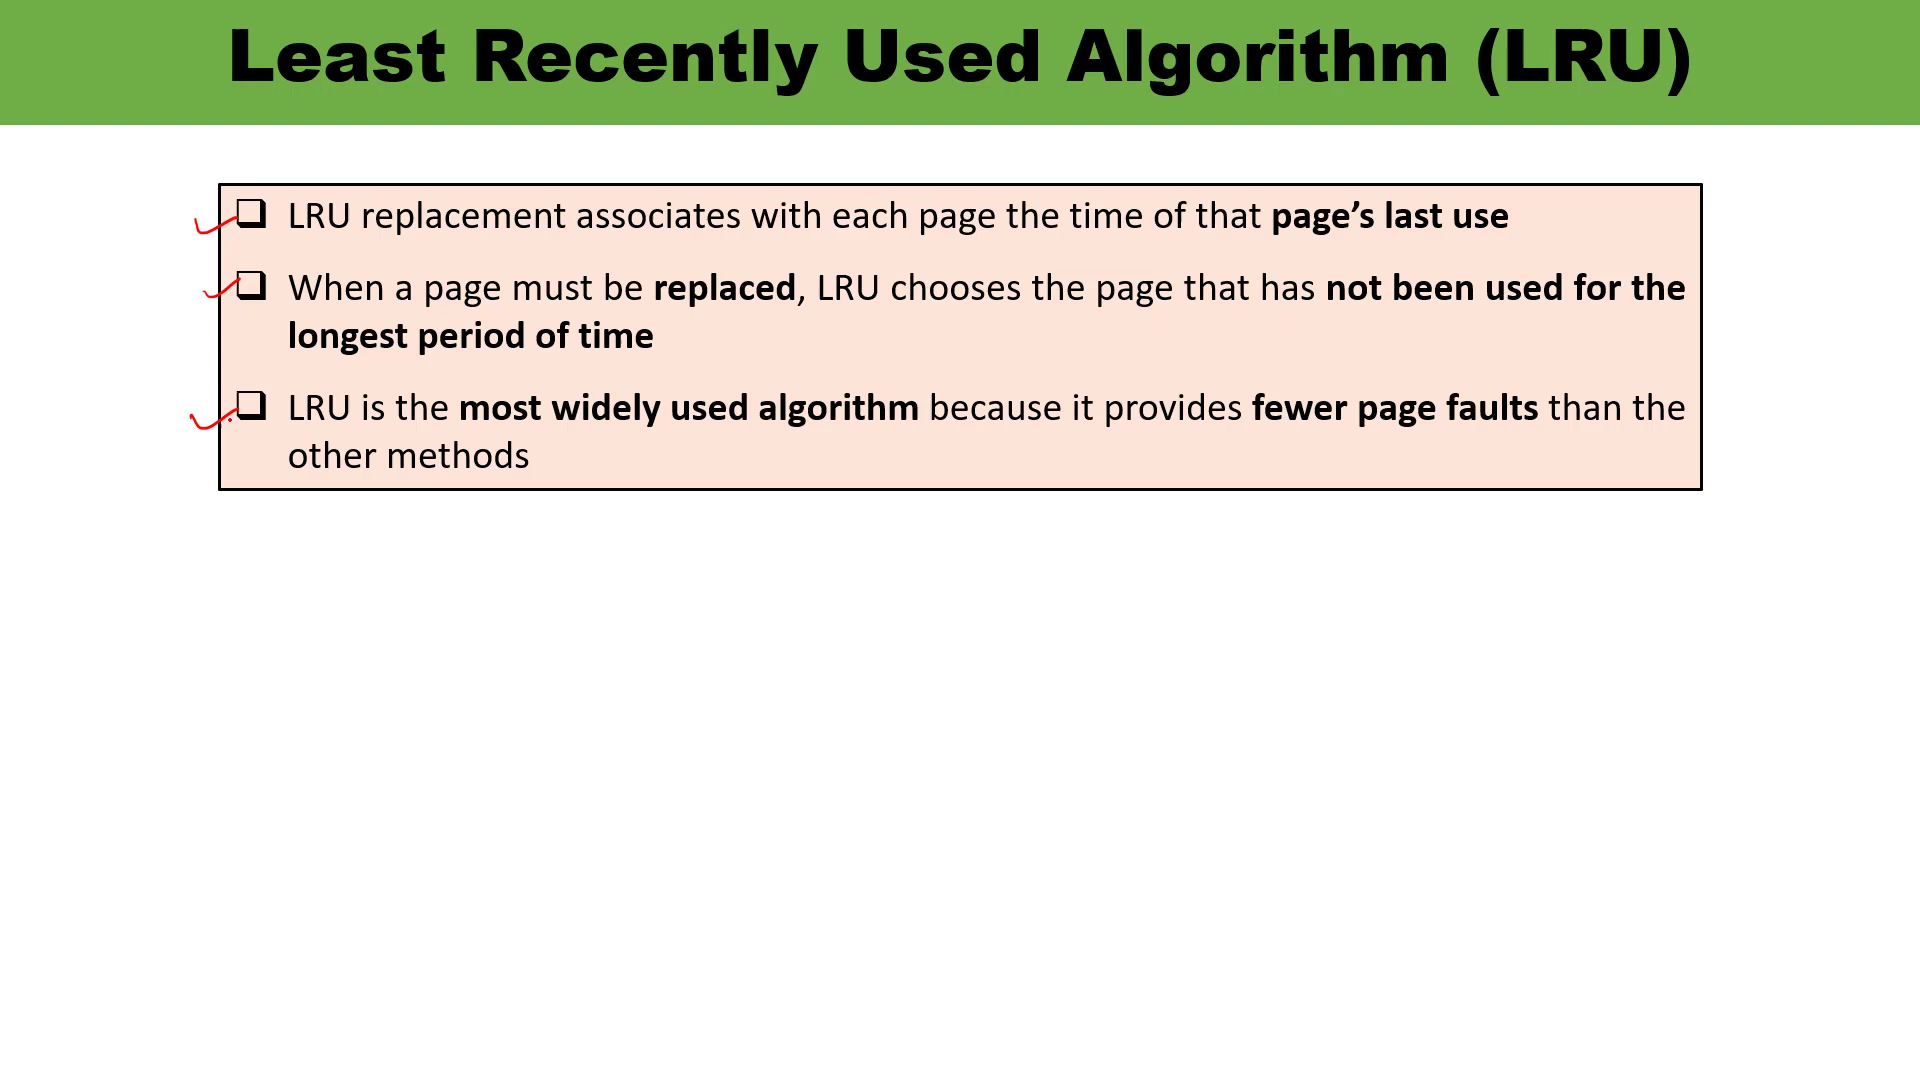 Least Recently Used Algorithm (LRU)
LRU replacement associates with each page the time of that page’s last use
When a page must be replaced, LRU chooses the page that has not been used for the
longest period of time
LRU is the most widely used algorithm because it provides fewer page faults than the
other methods